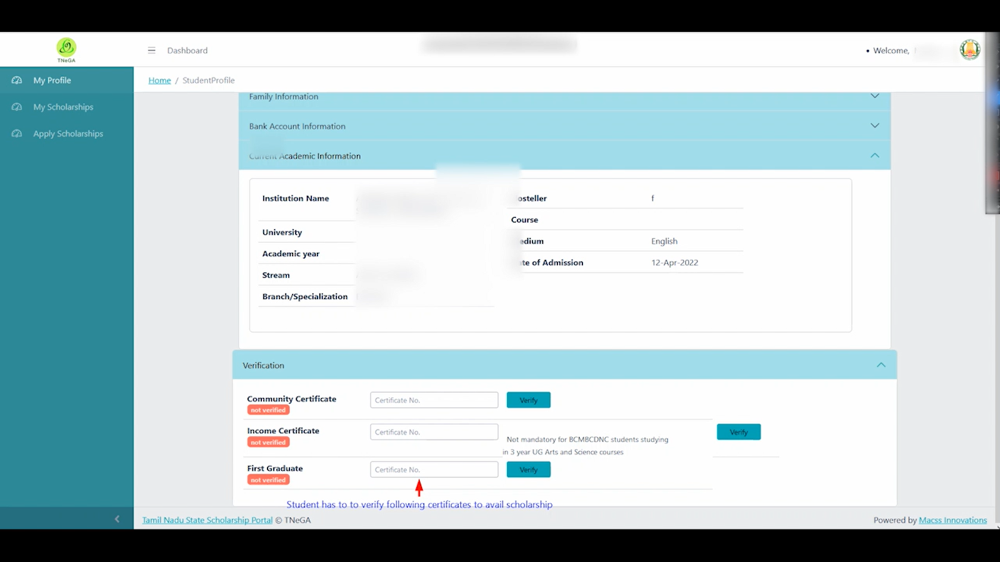 TNeGA
Dashboard
Welcome,
My Profile
My Scholarships
Apply Scholarships
Home / StudentProfile
Family Information
Bank Account Information
Current Academic Information
Institution Name
University
Academic year
Stream
Branch/Specialization
f
Course
English
of Admission
12-Apr-2022
Verification
Community Certificate
not verified
Certificate No.
Verify
Income Certificate
not verified
Certificate No.
Not mandatory for BCMBCDNC students studying
in 3 year UG Arts and Science courses
Verify
First Graduate
not verified
Certificate No.
Verify
Student has to to verify following certificates to avail scholarship
Tamil Nadu State Scholarship Portal © TNeGA
Powered by Macss Innovations